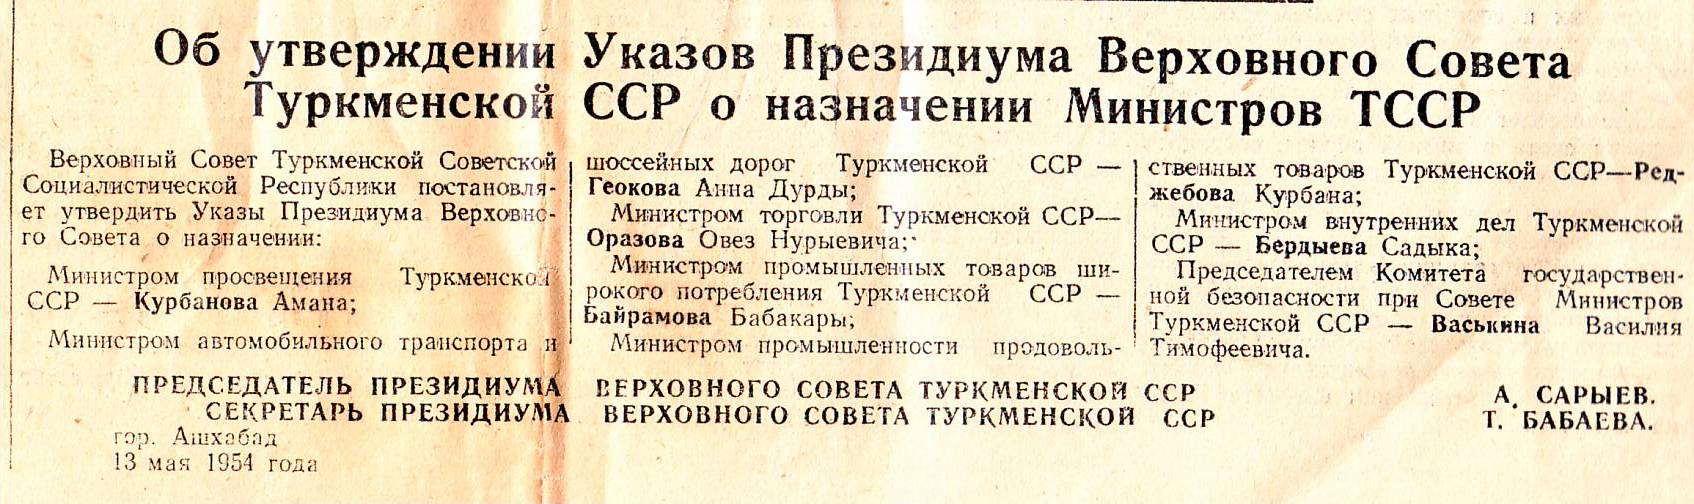 Об утверждении Указов Президиума Верховного Совета
Туркменской ССР о назначении Министров ТССР
Верховный Совет Туркменской Советской
Социалистической Республики постановля-
ет утвердить Указы Президиума Верховно-
го Совета о назначении:
Министром просвещения Туркменской
ССР — Курбанова Амана;
Министром автомобильного транспорта и
шоссейных дорог Туркменской ССР —
Геокова Анна Дурды;
Министром торговли Туркменской ССР—
Оразова Овез Нурыевича;
Министром промышленных товаров ши-
рокого потребления Туркменской ССР —
Байрамова Бабакары;
Министром промышленности продоволь-
ственных товаров Туркменской ССР—Ред-
жебова Курбана;
Министром внутренних дел Туркменской
ССР — Бердыева Садыка;
Председателем Комитета государствен-
ной безопасности при Совете Министров
Туркменской ССР — Васькина Василия
Тимофеевича.
ПРЕДСЕДАТЕЛЬ ПРЕЗИДИУМА ВЕРХОВНОГО СОВЕТА ТУРКМЕНСКОЙ ССР А. САРЫЕВ.
СЕКРЕТАРЬ ПРЕЗИДИУМА ВЕРХОВНОГО СОВЕТА ТУРКМЕНСКОЙ ССР Т. БАБАЕВА.
гор. Ашхабад
13 мая 1954 года